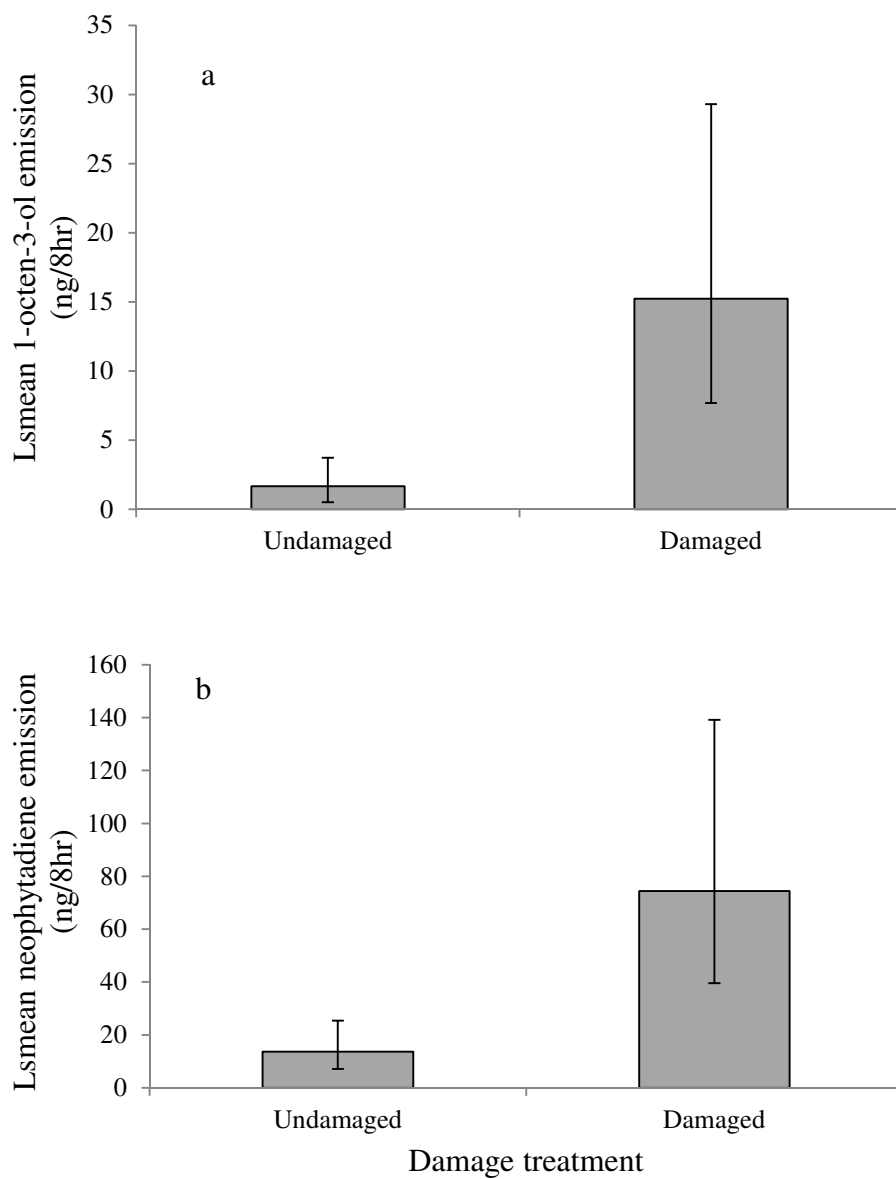 35
30
25
20
15
10
5
0
Lsmean 1-octen-3-ol emission
(ng/8hr)
a
Undamaged Damaged
160
140
120
100
80
60
40
20
0
Lsmean neophytadiene emission
(ng/8hr)
b
Undamaged Damaged
Damage treatment